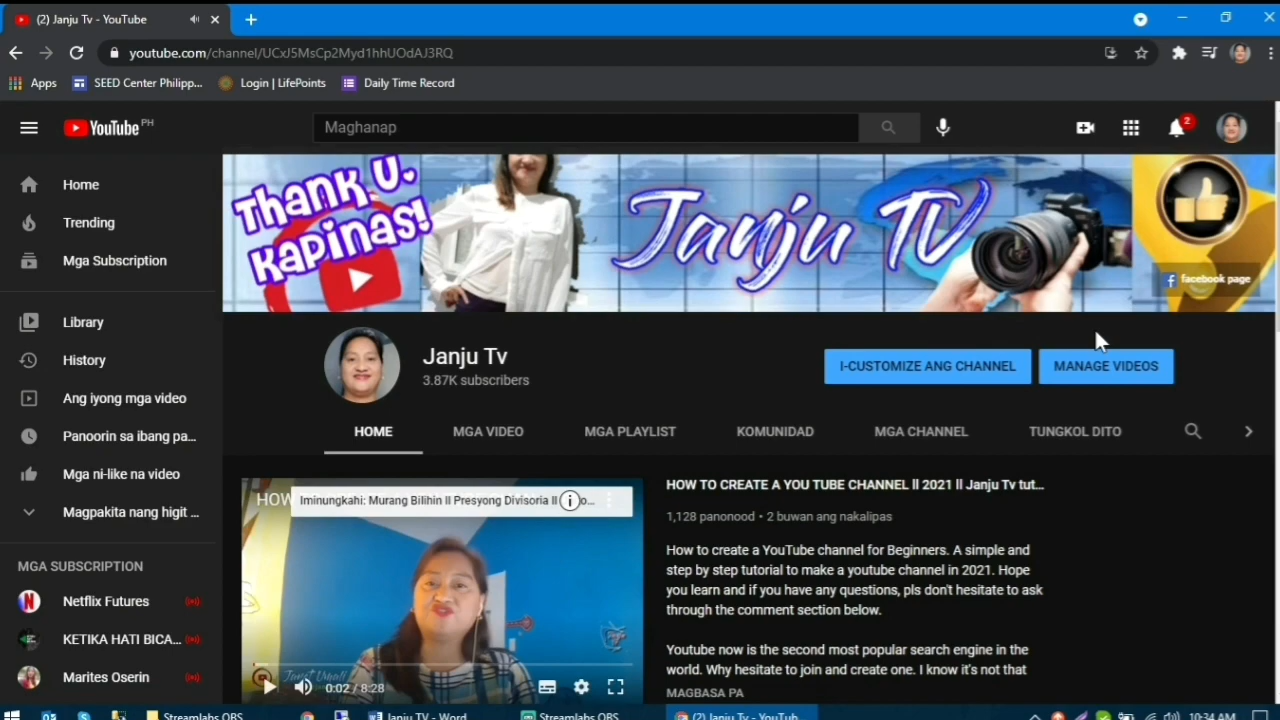 (2) Janju Tv - YouTube
youtube.com/channel/UCxJ5MsCp2Myd1hhUOdAJ3RQ
Apps
SEED Center Philipp...
Login | LifePoints
Daily Time Record
YouTube PH
Maghanap
2
Home
Trending
Mga Subscription
Library
History
Ang iyong mga video
Panoorin sa ibang pa...
Mga ni-like na video
Magpakita nang higit ...
MGA SUBSCRIPTION
Netflix Futures
KETIKA HATI BICA...
Marites Oserin
THANK U.
KAPINAS!
Janju TV
facebook page
Janju Tv
3.87K subscribers
I-CUSTOMIZE ANG CHANNEL
MANAGE VIDEOS
HOME
MGA VIDEO
MGA PLAYLIST
KOMUNIDAD
MGA CHANNEL
TUNGKOL DITO
HOW
Iminungkahi: Murang Bilihin ll Presyong Divisoria ll
0:02 / 8:28
HOW TO CREATE A YOU TUBE CHANNEL ll 2021 ll Janju Tv tut...
1,128 panonood • 2 buwan ang nakalipas
How to create a YouTube channel for Beginners. A simple and
step by step tutorial to make a youtube channel in 2021. Hope
you learn and if you have any questions, pls don't hesitate to ask
through the comment section below.
Youtube now is the second most popular search engine in the
world. Why hesitate to join and create one. I know it's not that
MAGBASA PA
Streamlabs OBS
Janju TV - Word
Streamlabs OBS
(2) Janju Tv - YouTub...
10:34 AM